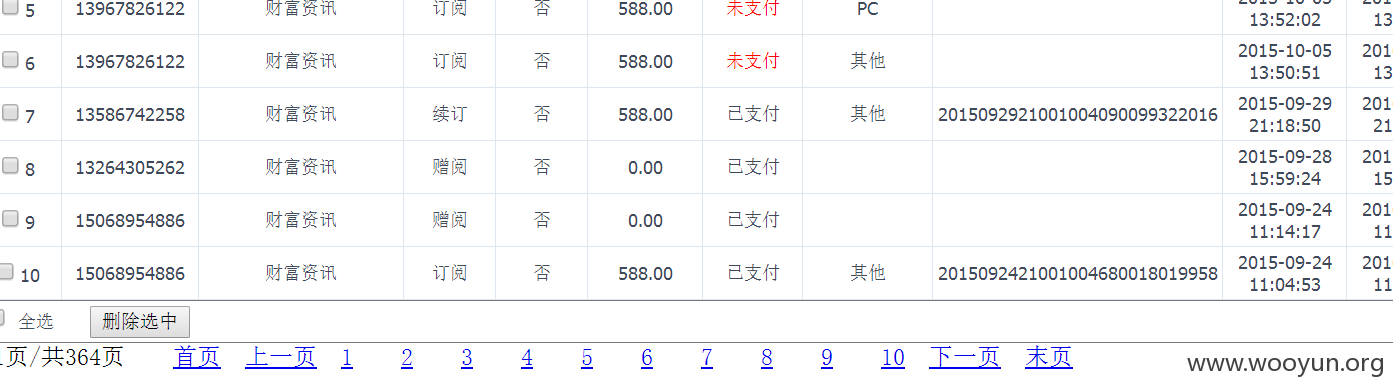 5 13967826122 财富资讯 订阅 否 588.00 未支付 PC 13:52:02 13
6 13967826122 财富资讯 订阅 否 588.00 未支付 其他 2015-10-05 13:50:51 201 13
7 13586742258 财富资讯 续订 否 588.00 已支付 其他 2015092921001004090099322016 2015-09-29 21:18:50 201 21
8 13264305262 财富资讯 赠阅 否 0.00 已支付 2015-09-28 15:59:24 201 15
9 15068954886 财富资讯 赠阅 否 0.00 已支付 2015-09-24 11:14:17 201 11
10 15068954886 财富资讯 订阅 否 588.00 已支付 其他 2015092421001004680018019958 2015-09-24 11:04:53 201 11
全选 删除选中
1页/共364页 首页 上一页 1 2 3 4 5 6 7 8 9 10 下一页 末页
www.wooyun.org